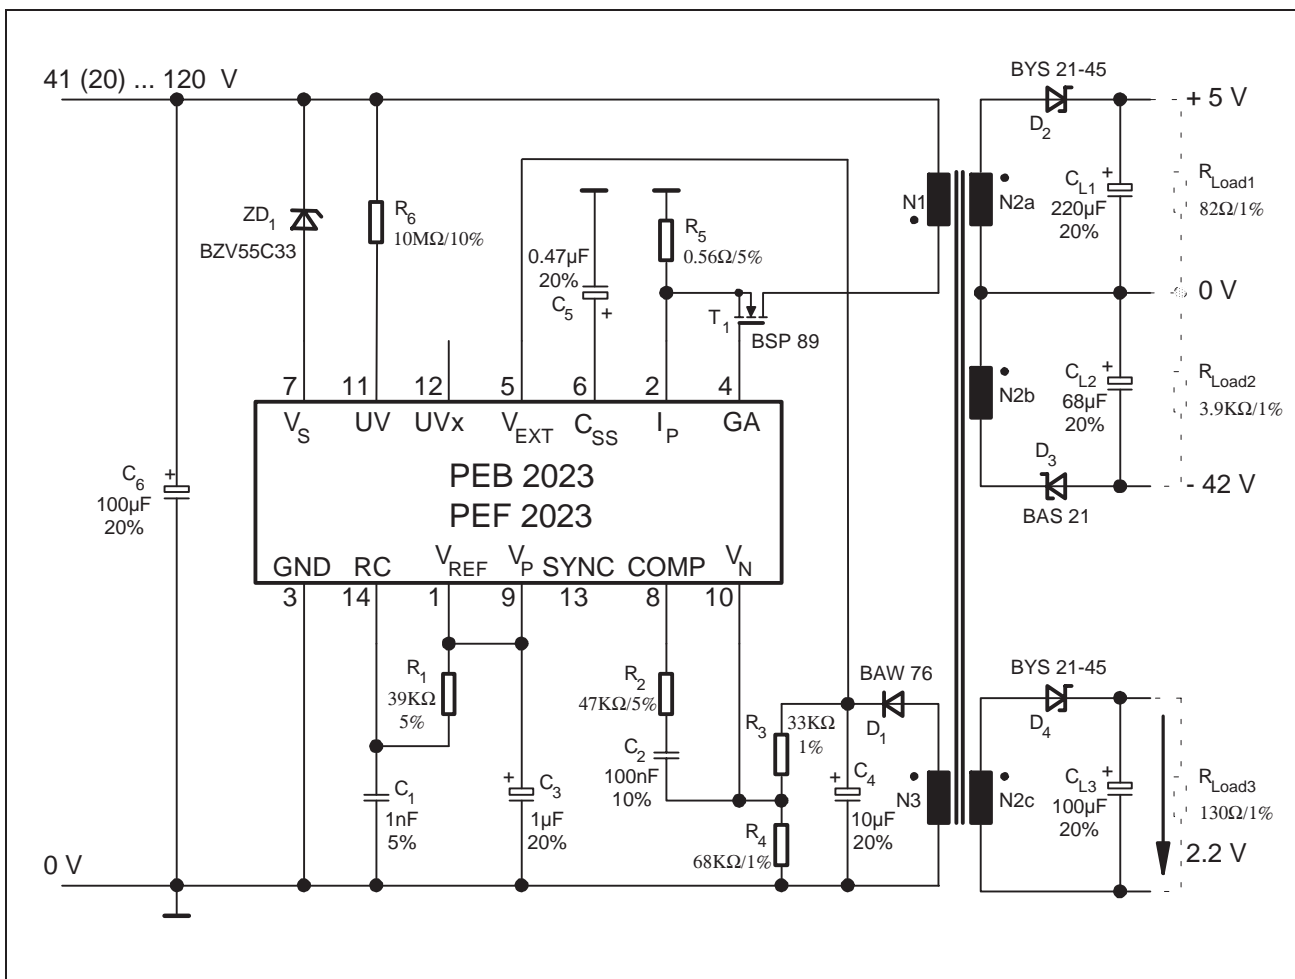 41 (20) ... 120 V
BYS 21-45
D2
+ 5 V
ZD1
BZV55C33
R6
10MΩ/10%
0.47µF
20%
C5
+
R5
0.56Ω/5%
T1
BSP 89
N1
N2a
CL1
+
220µF
20%
RLoad1
82Ω/1%
0 V
N2b
CL2
+
68µF
20%
RLoad2
3.9KΩ/1%
D3
BAS 21
- 42 V
7
11
12
5
6
2
4
VS
UV
UVx
VEXT
CSS
IP
GA
PEB 2023
PEF 2023
C6
+
100µF
20%
GND
RC
VREF
VP
SYNC
COMP
VN
3
14
1
9
13
8
10
R1
39KΩ
5%
R2
47KΩ/5%
C2
100nF
10%
R3
33KΩ
1%
BAW 76
D1
BYS 21-45
D4
C1
1nF
5%
C3
+
1µF
20%
R4
68KΩ/1%
C4
+
10µF
20%
N3
N2c
CL3
+
100µF
20%
RLoad3
130Ω/1%
2.2 V
0 V